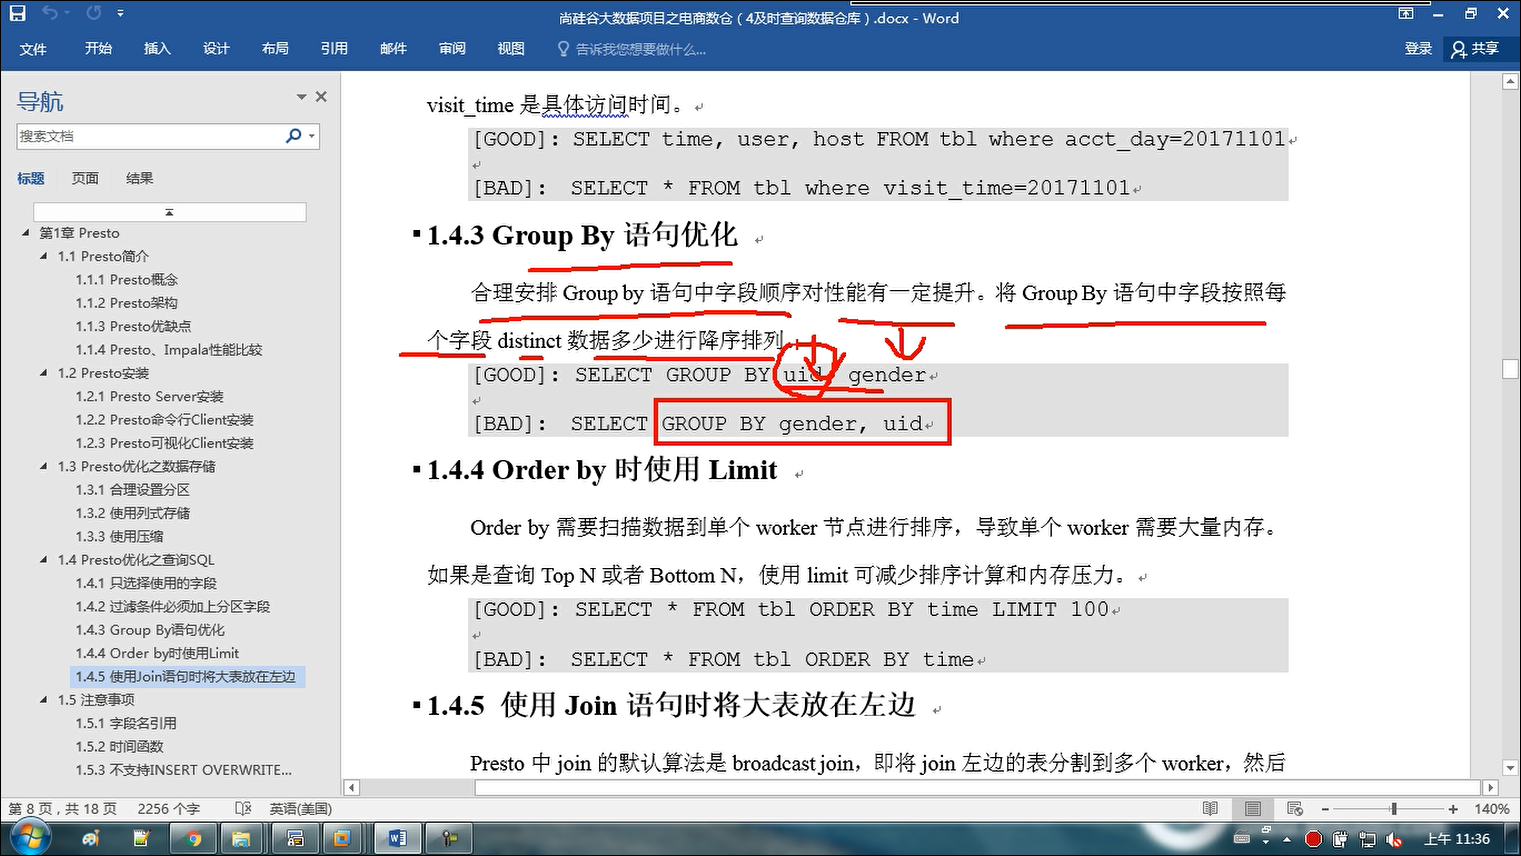 尚硅谷大数据项目之电商数仓（4及时查询数据仓库）.docx - Word
文件 开始 插入 设计 布局 引用 邮件 审阅 视图 告诉我您想要做什么... 登录 共享
导航
搜索文档
标题 页面 结果
第1章 Presto
1.1 Presto简介
1.1.1 Presto概念
1.1.2 Presto架构
1.1.3 Presto优缺点
1.1.4 Presto、Impala性能比较
1.2 Presto安装
1.2.1 Presto Server安装
1.2.2 Presto命令行Client安装
1.2.3 Presto可视化Client安装
1.3 Presto优化之数据存储
1.3.1 合理设置分区
1.3.2 使用列式存储
1.3.3 使用压缩
1.4 Presto优化之查询SQL
1.4.1 只选择使用的字段
1.4.2 过滤条件必须加上分区字段
1.4.3 Group By语句优化
1.4.4 Order by时使用Limit
1.4.5 使用Join语句时将大表放在左边
1.5 注意事项
1.5.1 字段名引用
1.5.2 时间函数
1.5.3 不支持INSERT OVERWRITE...
visit_time 是具体访问时间。
[GOOD]: SELECT time, user, host FROM tbl where acct_day=20171101
[BAD]: SELECT * FROM tbl where visit_time=20171101
1.4.3 Group By 语句优化
合理安排 Group by 语句中字段顺序对性能有一定提升。将 Group By 语句中字段按照每
个字段 distinct 数据多少进行降序排列。
[GOOD]: SELECT GROUP BY uid, gender
[BAD]: SELECT GROUP BY gender, uid
1.4.4 Order by 时使用 Limit
Order by 需要扫描数据到单个 worker 节点进行排序，导致单个 worker 需要大量内存。
如果是查询 Top N 或者 Bottom N，使用 limit 可减少排序计算和内存压力。
[GOOD]: SELECT * FROM tbl ORDER BY time LIMIT 100
[BAD]: SELECT * FROM tbl ORDER BY time
1.4.5 使用 Join 语句时将大表放在左边
Presto 中 join 的默认算法是 broadcast join，即将 join 左边的表分割到多个 worker，然后
第 8 页，共 18 页 2256 个字 英语(美国) 140%
上午 11:36